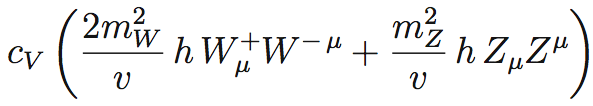 $c_V \left( \frac{2m_W^2}{v} \, h \, W_\mu^+ W^{-\,\mu} + \frac{m_Z^2}{v} \, h \, Z_\mu Z^\mu \right)$